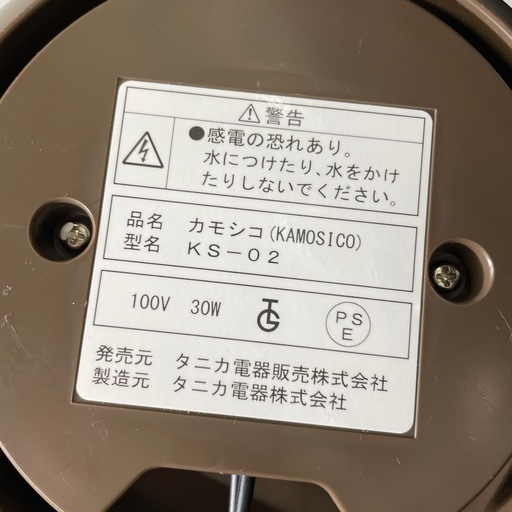 ⚠警告
●感電の恐れあり。
水につけたり、水をかけ
たりしないでください。
品名 カモシコ(KAMOSICO)
型名 KS-02
100V 30W TG PSE
発売元 タニカ電器販売株式会社
製造元 タニカ電器株式会社